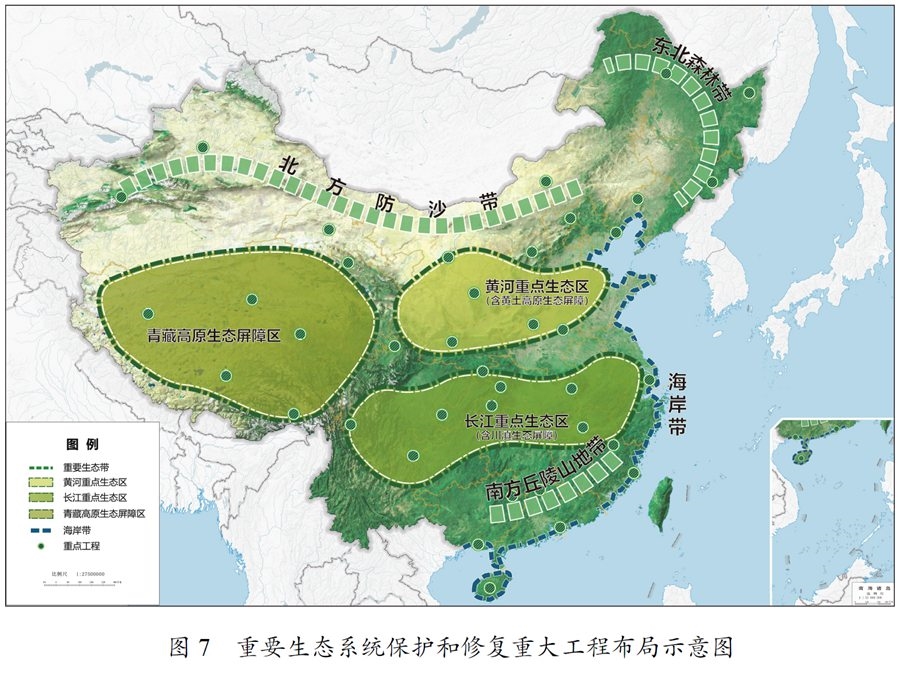 东北森林带
北方防沙带
黄河重点生态区
(含黄土高原生态屏障)
青藏高原生态屏障区
海岸带
长江重点生态区
(含川滇生态屏障)
南方丘陵山地带
图例
重要生态带
黄河重点生态区
长江重点生态区
青藏高原生态屏障区
海岸带
重点工程
比例尺 1:27500000
南海诸岛
图7 重要生态系统保护和修复重大工程布局示意图